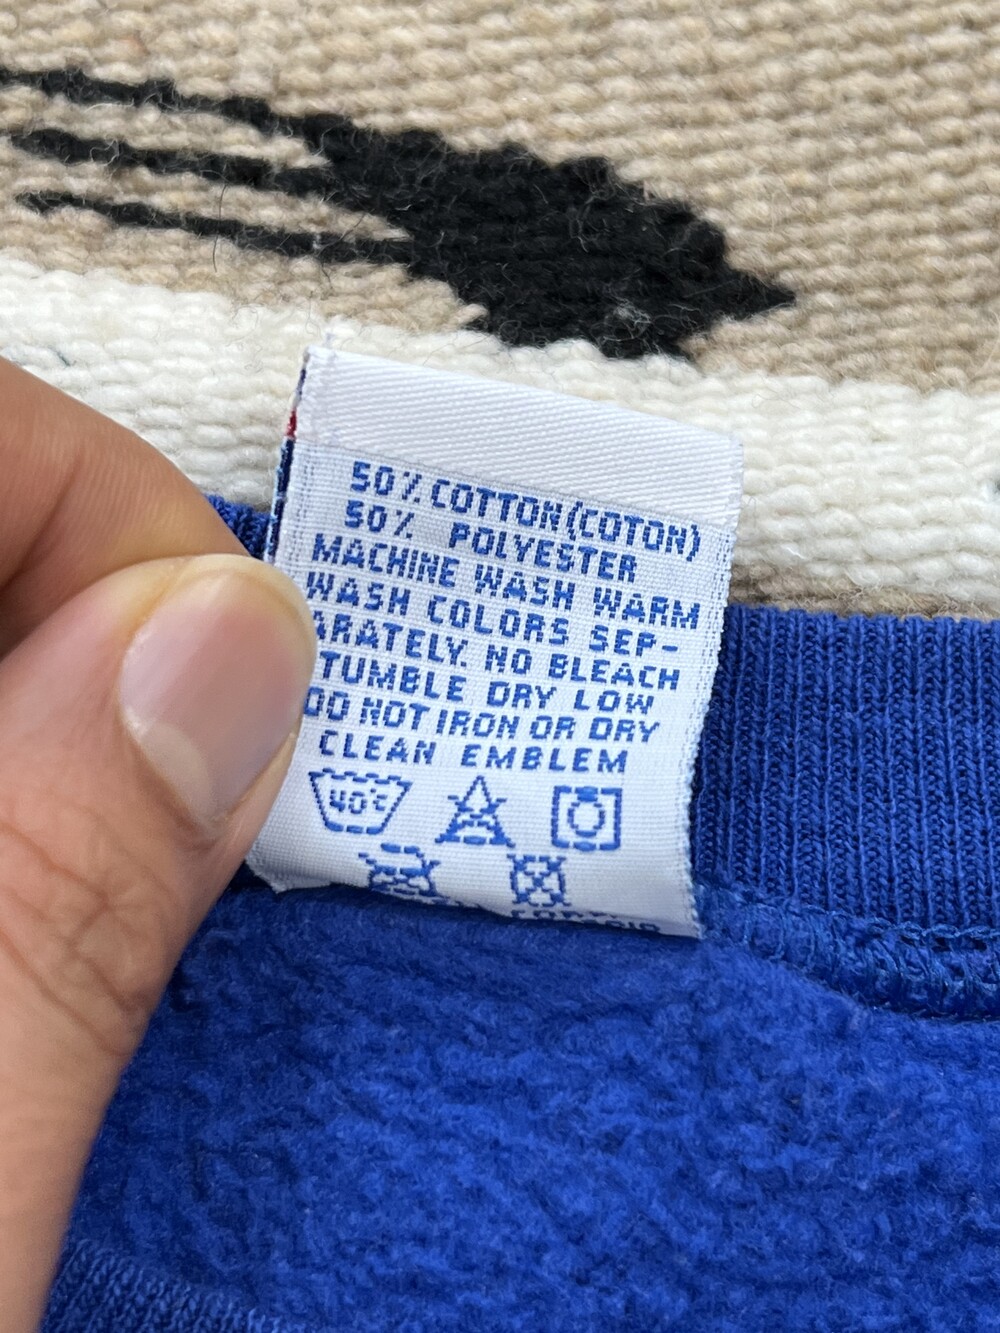 50% COTTON (COTON)
50% POLYESTER
MACHINE WASH WARM
WASH COLORS SEP-
ARATELY. NO BLEACH
TUMBLE DRY LOW
DO NOT IRON OR DRY
CLEAN EMBLEM
40°C